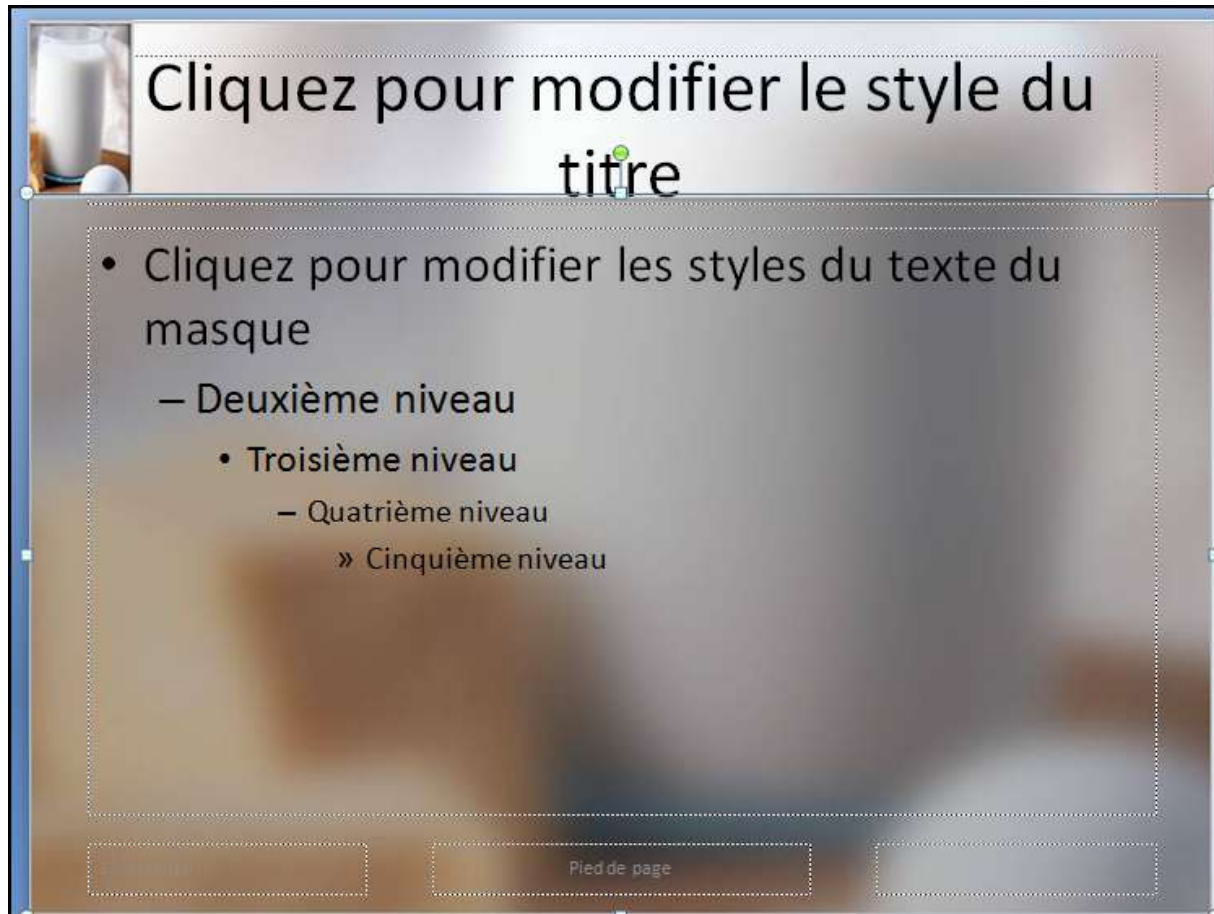 Cliquez pour modifier le style du
titre
• Cliquez pour modifier les styles du texte du
masque
– Deuxième niveau
• Troisième niveau
– Quatrième niveau
» Cinquième niveau
Pied de page